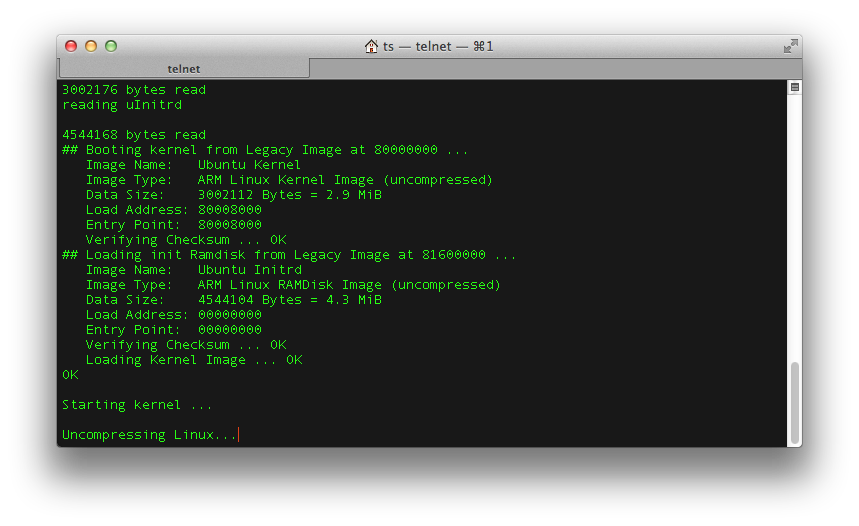 ts — telnet — ⌘1
telnet
3002176 bytes read
reading uInitrd
4544168 bytes read
## Booting kernel from Legacy Image at 80000000 ...
Image Name:   Ubuntu Kernel
Image Type:   ARM Linux Kernel Image (uncompressed)
Data Size:    3002112 Bytes = 2.9 MiB
Load Address: 80008000
Entry Point:  80008000
Verifying Checksum ... OK
## Loading init Ramdisk from Legacy Image at 81600000 ...
Image Name:   Ubuntu Initrd
Image Type:   ARM Linux RAMDisk Image (uncompressed)
Data Size:    4544104 Bytes = 4.3 MiB
Load Address: 00000000
Entry Point:  00000000
Verifying Checksum ... OK
Loading Kernel Image ... OK
OK
Starting kernel ...
Uncompressing Linux...